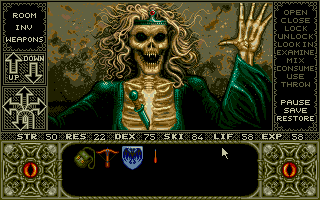 ROOM
INV
WEAPONS
UP
DOWN
OPEN
CLOSE
LOCK
UNLOCK
LOOK IN
EXAMINE
MIX
CONSUME
USE
THROW
PAUSE
SAVE
RESTORE
STR 50 RES 22 DEX 75 SKI 84 LIF 58 EXP 58